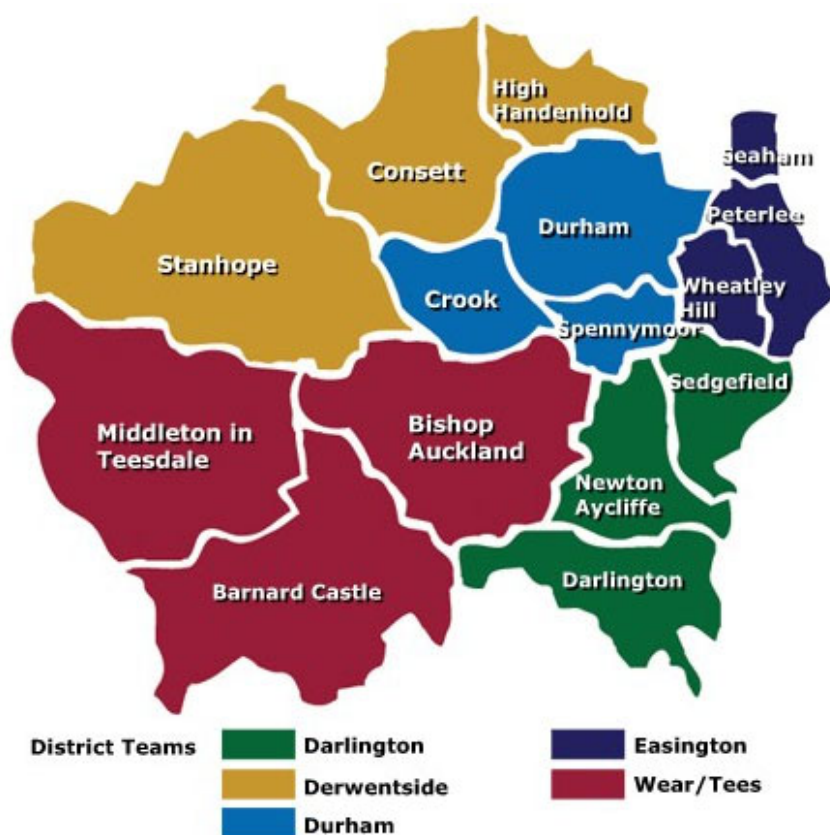 High
Handenhold
Seaham
Consett
Peterlee
Durham
Stanhope
Wheatley
Hill
Crook
Spennymoor
Sedgefield
Middleton in
Teesdale
Bishop
Auckland
Newton
Aycliffe
Barnard Castle
Darlington
District Teams
Darlington
Easington
Derwentside
Wear/Tees
Durham